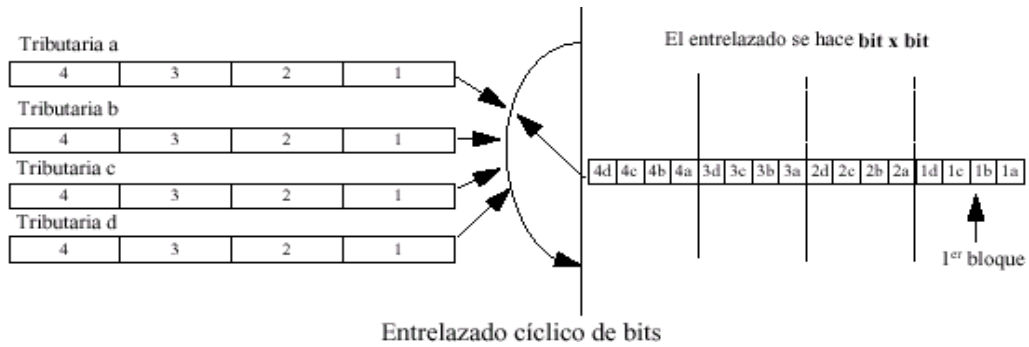 Tributaria a
4 3 2 1
Tributaria b
4 3 2 1
Tributaria c
4 3 2 1
Tributaria d
4 3 2 1
El entrelazado se hace bit x bit
4d 4c 4b 4a 3d 3c 3b 3a 2d 2c 2b 2a 1d 1c 1b 1a
1er bloque
Entrelazado cíclico de bits